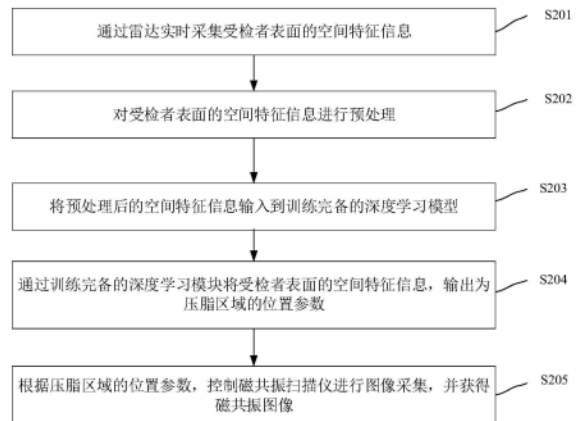 通过雷达实时采集受检者表面的空间特征信息
S201
对受检者表面的空间特征信息进行预处理
S202
将预处理后的空间特征信息输入到训练完备的深度学习模型
S203
通过训练完备的深度学习模块将受检者表面的空间特征信息，输出为
压脂区域的位置参数
S204
根据压脂区域的位置参数，控制磁共振扫描仪进行图像采集，并获得
磁共振图像
S205